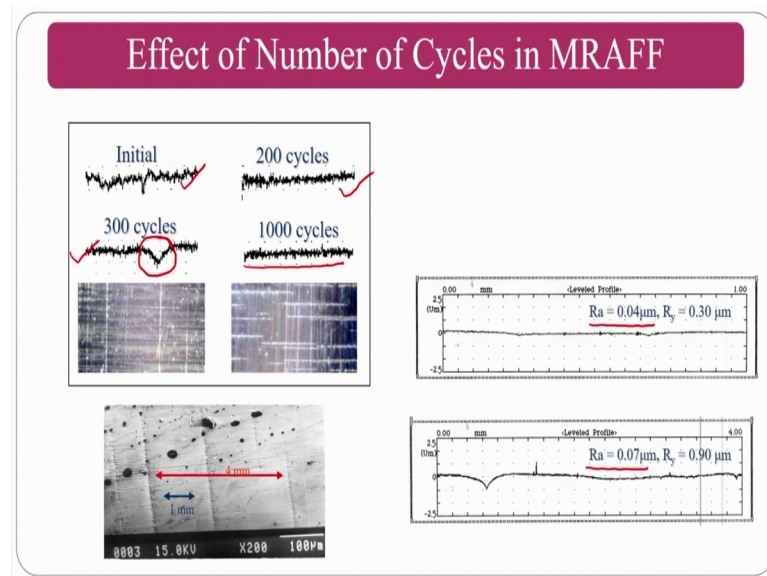 Effect of Number of Cycles in MRAFF
Initial
200 cycles
300 cycles
1000 cycles
0.00 mm <Leveled Profile> 1.00
2.5
(Um)
Ra = 0.04μm, Ry = 0.30 μm
0
-2.5
4 mm
1 mm
0003 15.0KV X200 100μm
0.00 mm <Leveled Profile> 4.00
2.5
(Um)
Ra = 0.07μm, Ry = 0.90 μm
0
-2.5